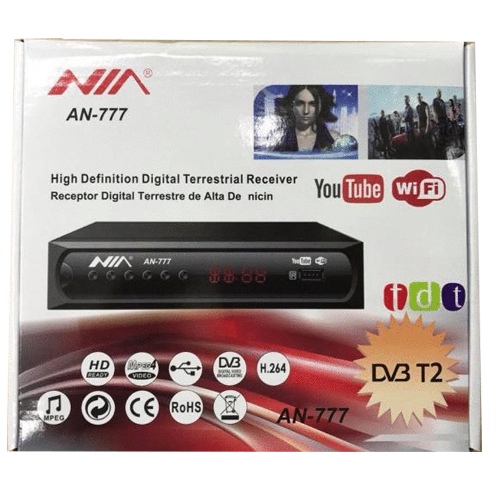 NIA®
AN-777
High Definition Digital Terrestrial Receiver
Receptor Digital Terrestre de Alta De nicin
YouTube WiFi
NIA AN-777
YouTube WiFi
tdt
HD READY
MPEG4 VIDEO
DVB DIGITAL VIDEO BROADCASTING
H.264
DVB T2
MPEG
CE
RoHS
AN-777